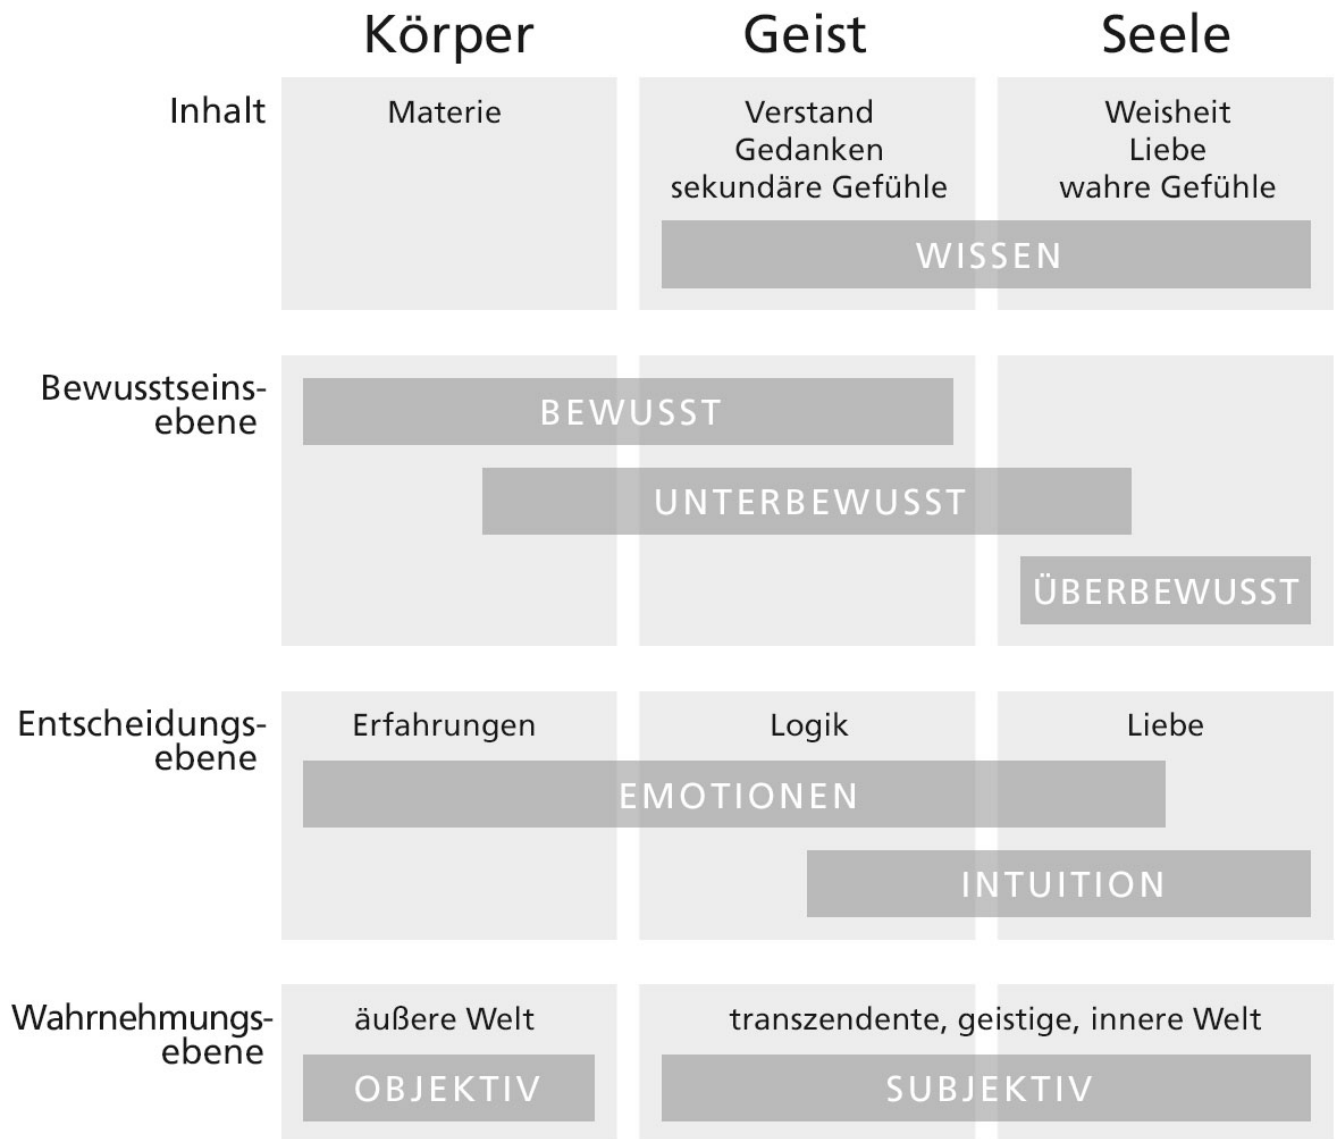 Körper Geist Seele
Inhalt
Materie
Verstand
Gedanken
sekundäre Gefühle
Weisheit
Liebe
wahre Gefühle
WISSEN
Bewusstseins-
ebene
BEWUSST
UNTERBEWUSST
ÜBERBEWUSST
Entscheidungs-
ebene
Erfahrungen
Logik
Liebe
EMOTIONEN
INTUITION
Wahrnehmungs-
ebene
äußere Welt
transzendente, geistige, innere Welt
OBJEKTIV
SUBJEKTIV